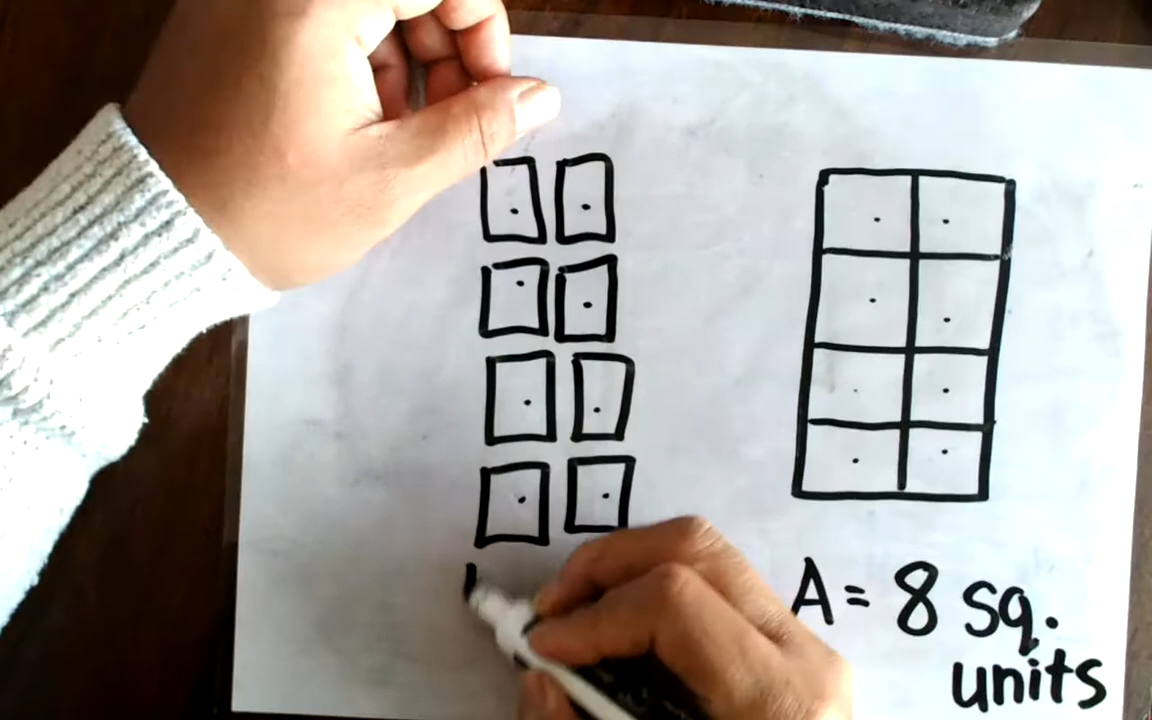 A = 8 sq.
units